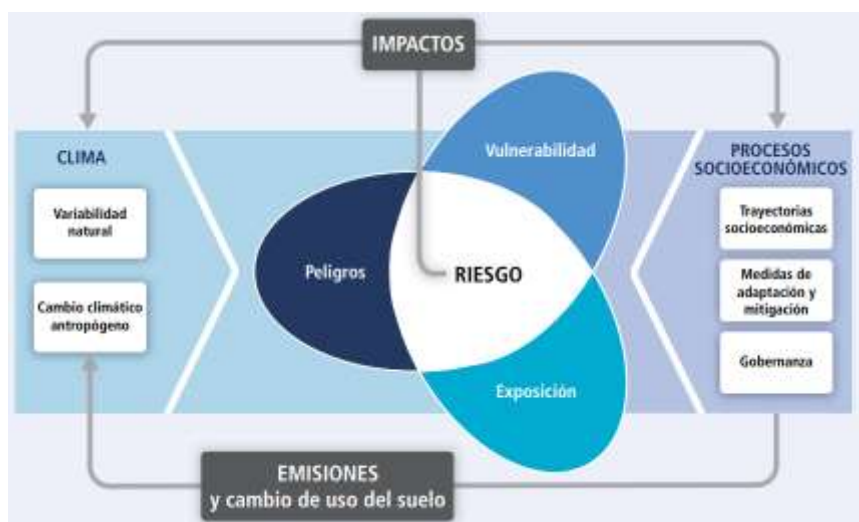 IMPACTOS
CLIMA
Variabilidad
natural
Cambio climático
antropógeno
Vulnerabilidad
Peligros
RIESGO
Exposición
PROCESOS
SOCIOECONÓMICOS
Trayectorias
socioeconómicas
Medidas de
adaptación y
mitigación
Gobernanza
EMISIONES
y cambio de uso del suelo